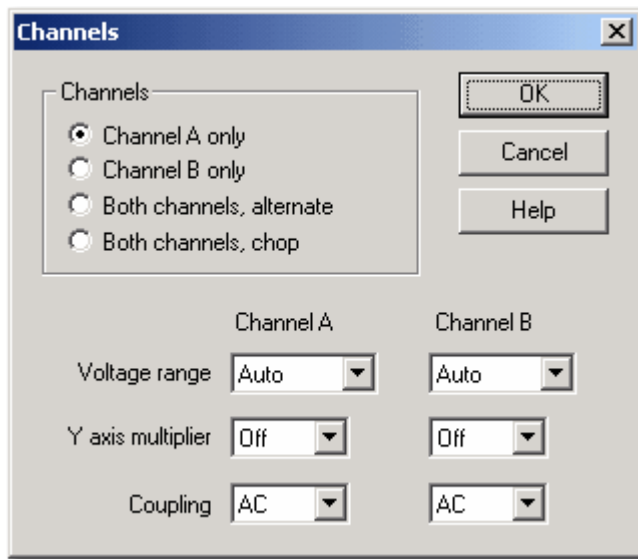 Channels
Channels
Channel A only
Channel B only
Both channels, alternate
Both channels, chop
OK
Cancel
Help
Channel A Channel B
Voltage range Auto Auto
Y axis multiplier Off Off
Coupling AC AC